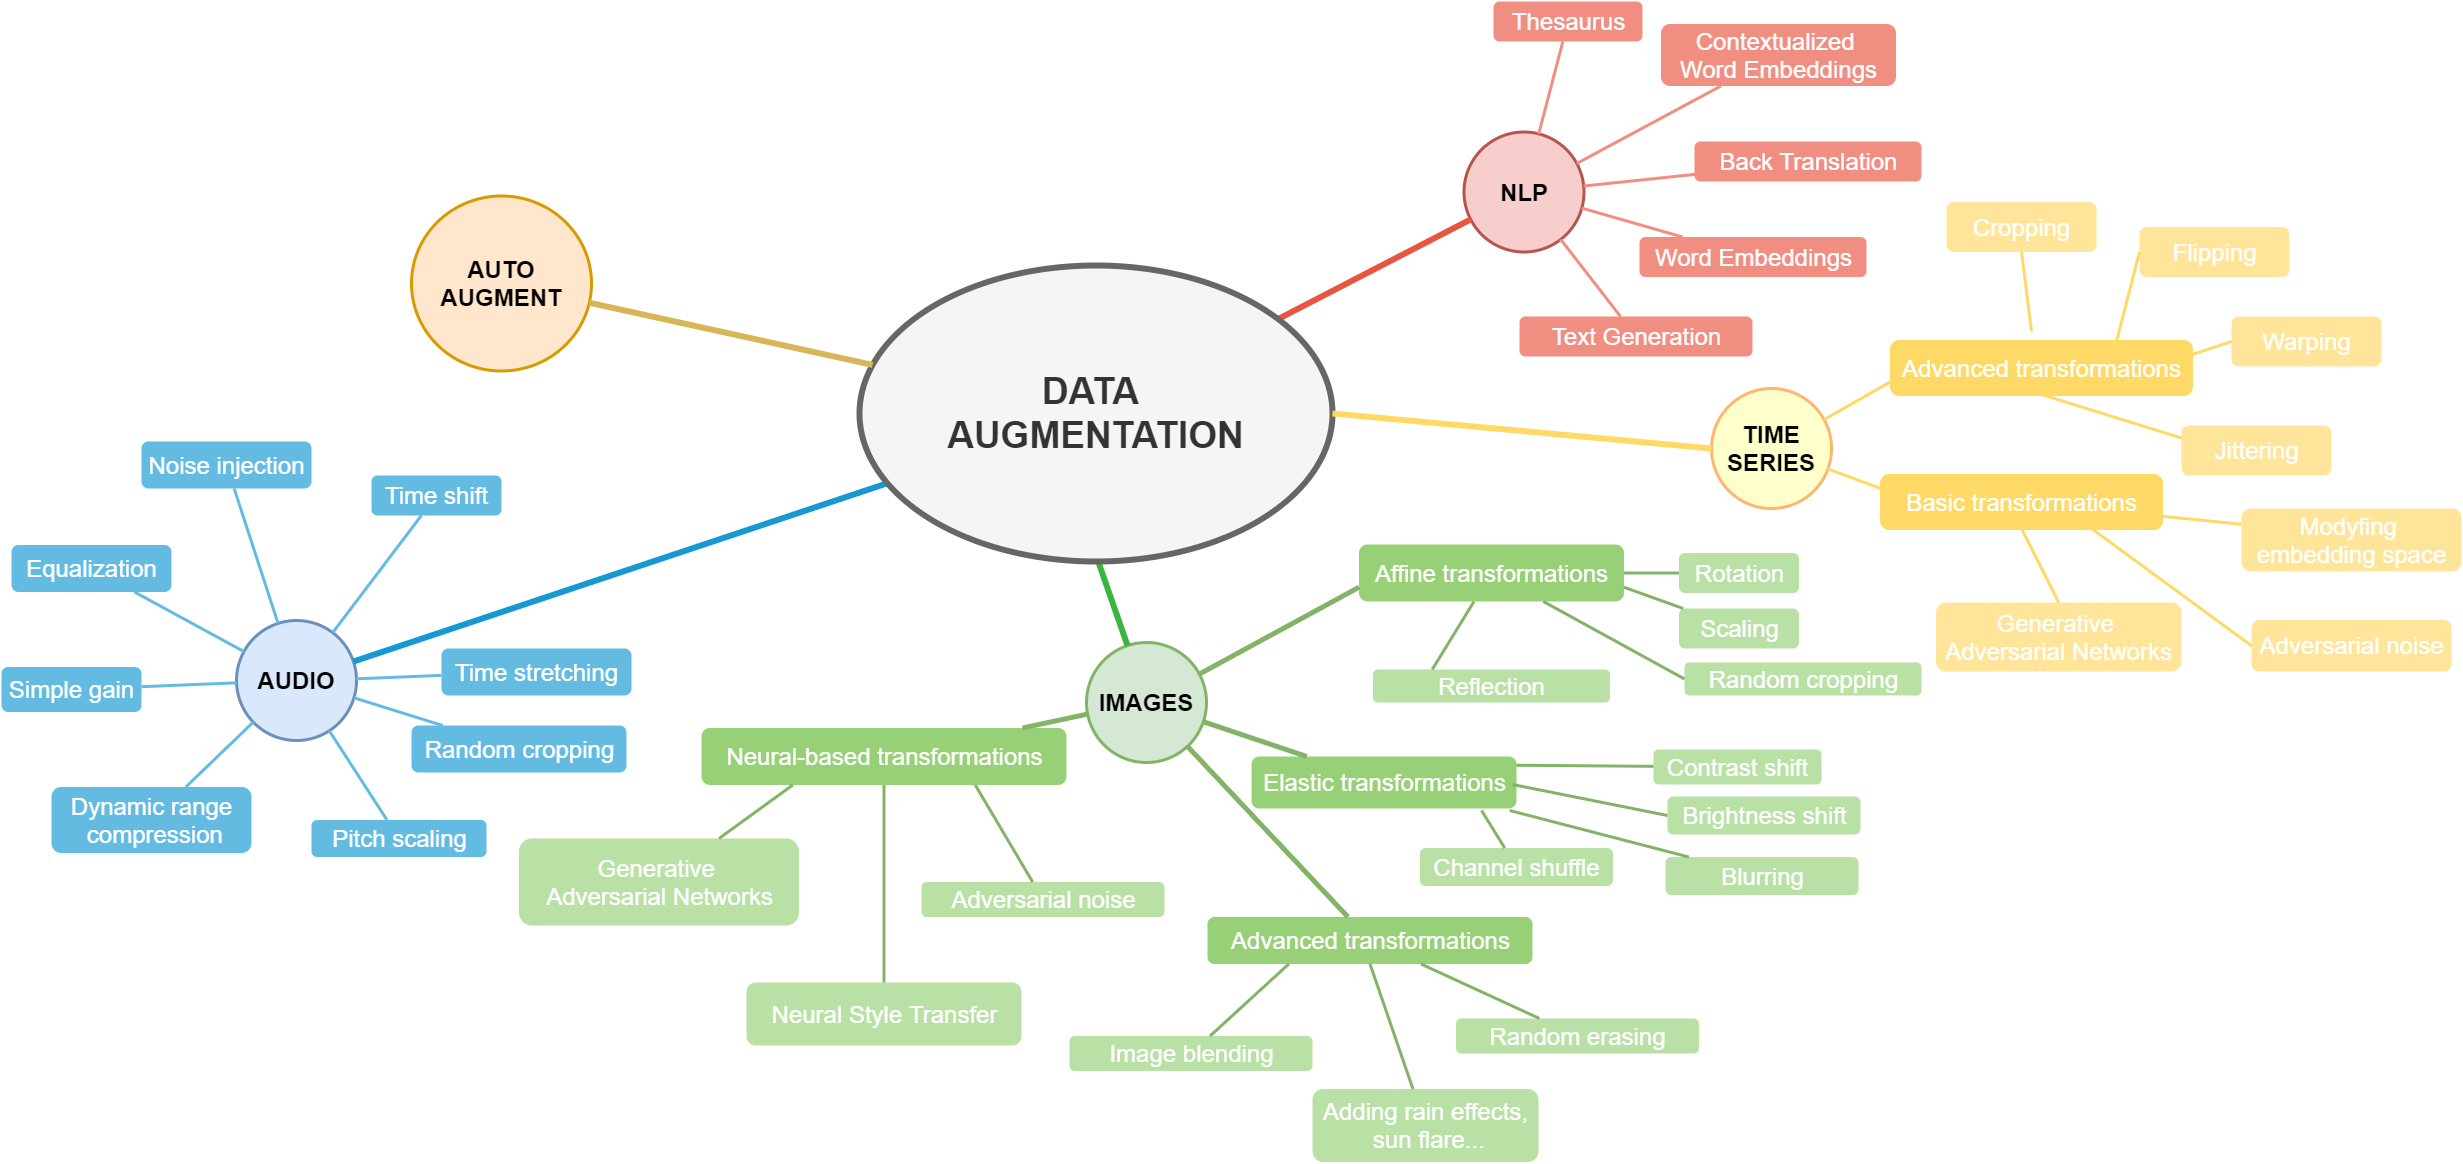 Thesaurus
Contextualized
Word Embeddings
Back Translation
NLP
Word Embeddings
Text Generation
AUTO
AUGMENT
DATA
AUGMENTATION
Cropping
Flipping
Warping
Advanced transformations
Jittering
TIME
SERIES
Basic transformations
Modyfing
embedding space
Generative
Adversarial Networks
Adversarial noise
Noise injection
Time shift
Equalization
Simple gain
AUDIO
Time stretching
Random cropping
Dynamic range
compression
Pitch scaling
IMAGES
Affine transformations
Rotation
Scaling
Random cropping
Reflection
Neural-based transformations
Generative
Adversarial Networks
Adversarial noise
Neural Style Transfer
Elastic transformations
Contrast shift
Brightness shift
Blurring
Channel shuffle
Advanced transformations
Image blending
Random erasing
Adding rain effects,
sun flare...